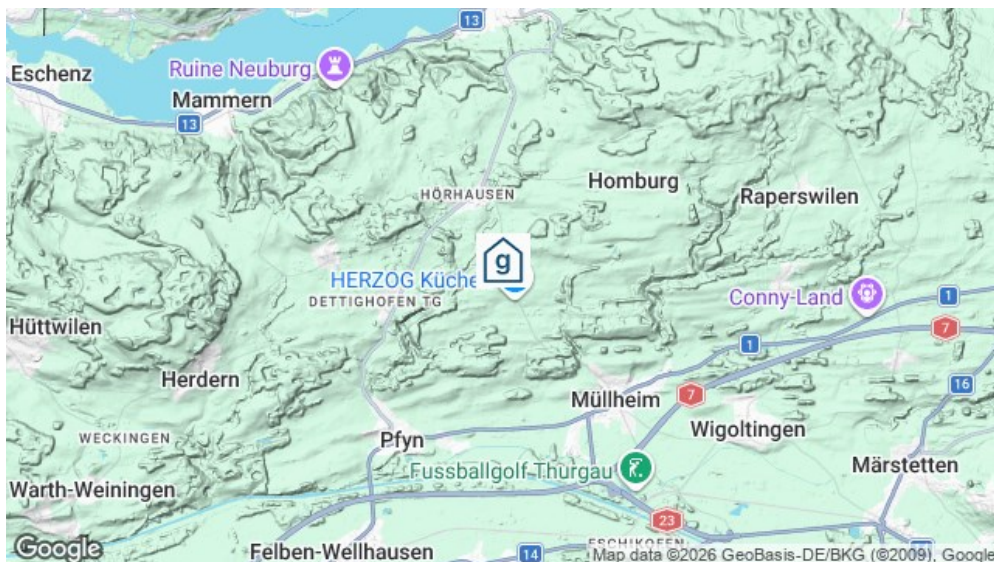 13
Eschenz
Ruine Neuburg
Mammern
13
Homburg
HÖRHAUSEN
Raperswilen
g
HERZOG Küche
DETTIGHOFEN TG
Conny-Land
1
7
Hüttwilen
1
Herdern
16
7
Müllheim
WECKINGEN
Pfyn
Wigoltingen
Fussballgolf Thurgau
Märstetten
Warth-Weiningen
23
ESCHIKOFEN
Felben-Wellhausen
14
Google
Map data ©2026 GeoBasis-DE/BKG (©2009), Google